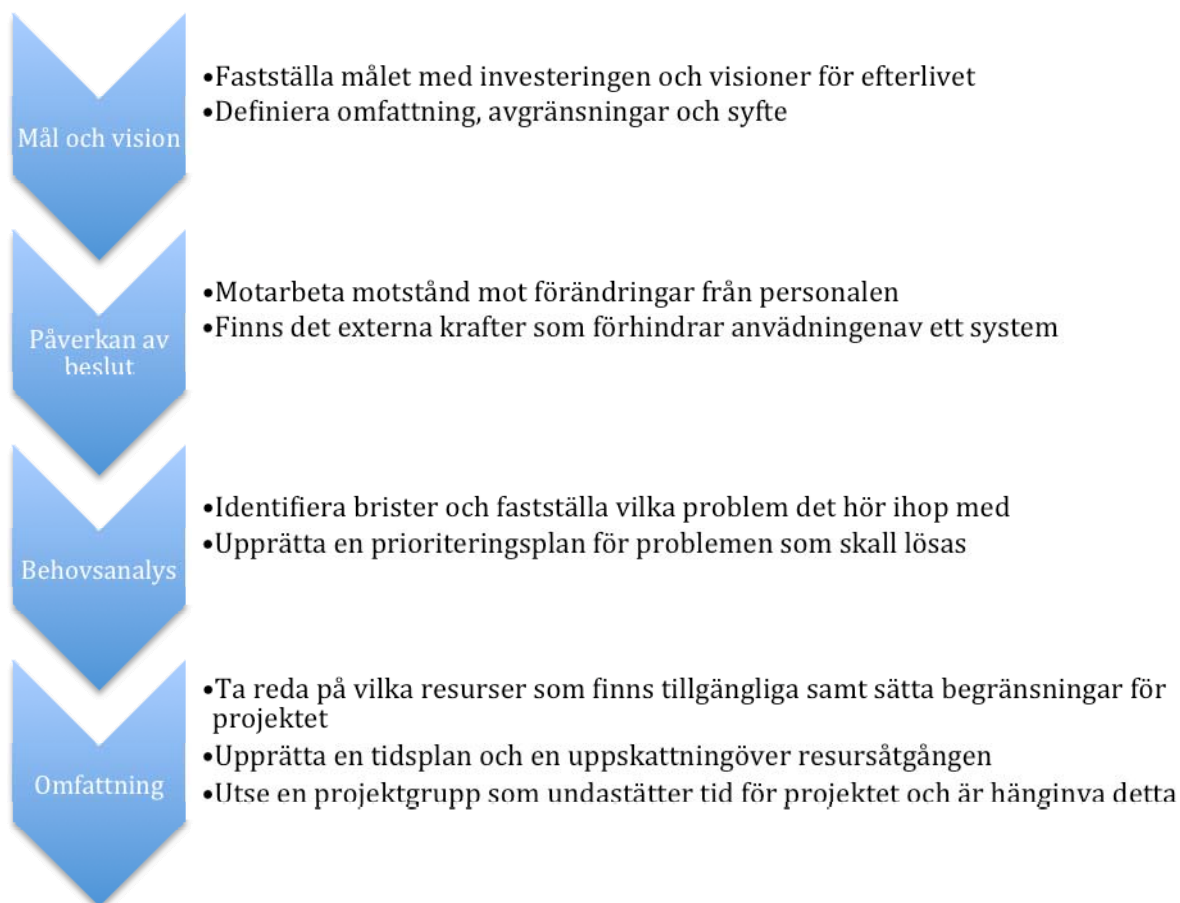 Mål och vision
•Fastställa målet med investeringen och visioner för efterlivet
•Definiera omfattning, avgränsningar och syfte
Påverkan av
beslut
•Motarbeta motstånd mot förändringar från personalen
•Finns det externa krafter som förhindrar anvädningenav ett system
Behovsanalys
•Identifiera brister och fastställa vilka problem det hör ihop med
•Upprätta en prioriteringsplan för problemen som skall lösas
Omfattning
•Ta reda på vilka resurser som finns tillgängliga samt sätta begränsningar för
projektet
•Upprätta en tidsplan och en uppskattningöver resursåtgången
•Utse en projektgrupp som undastätter tid för projektet och är hänginva detta